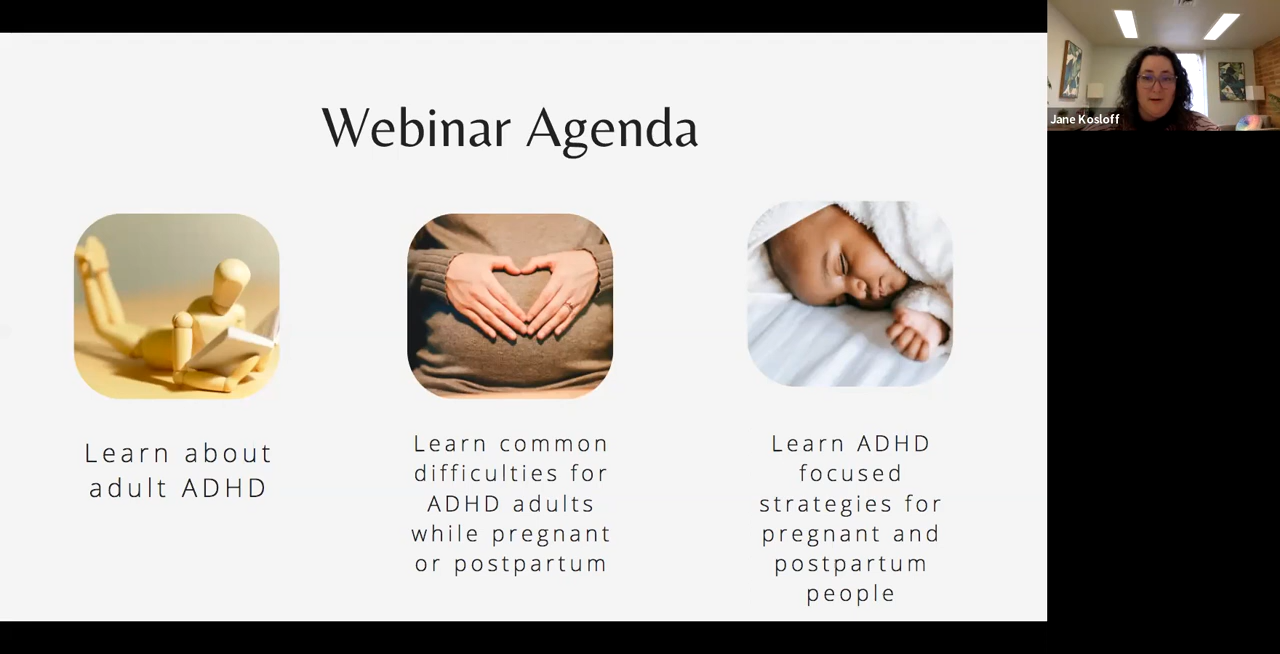 Webinar Agenda
Learn about
adult ADHD
Learn common
difficulties for
ADHD adults
while pregnant
or postpartum
Learn ADHD
focused
strategies for
pregnant and
postpartum
people
Jane Kosloff